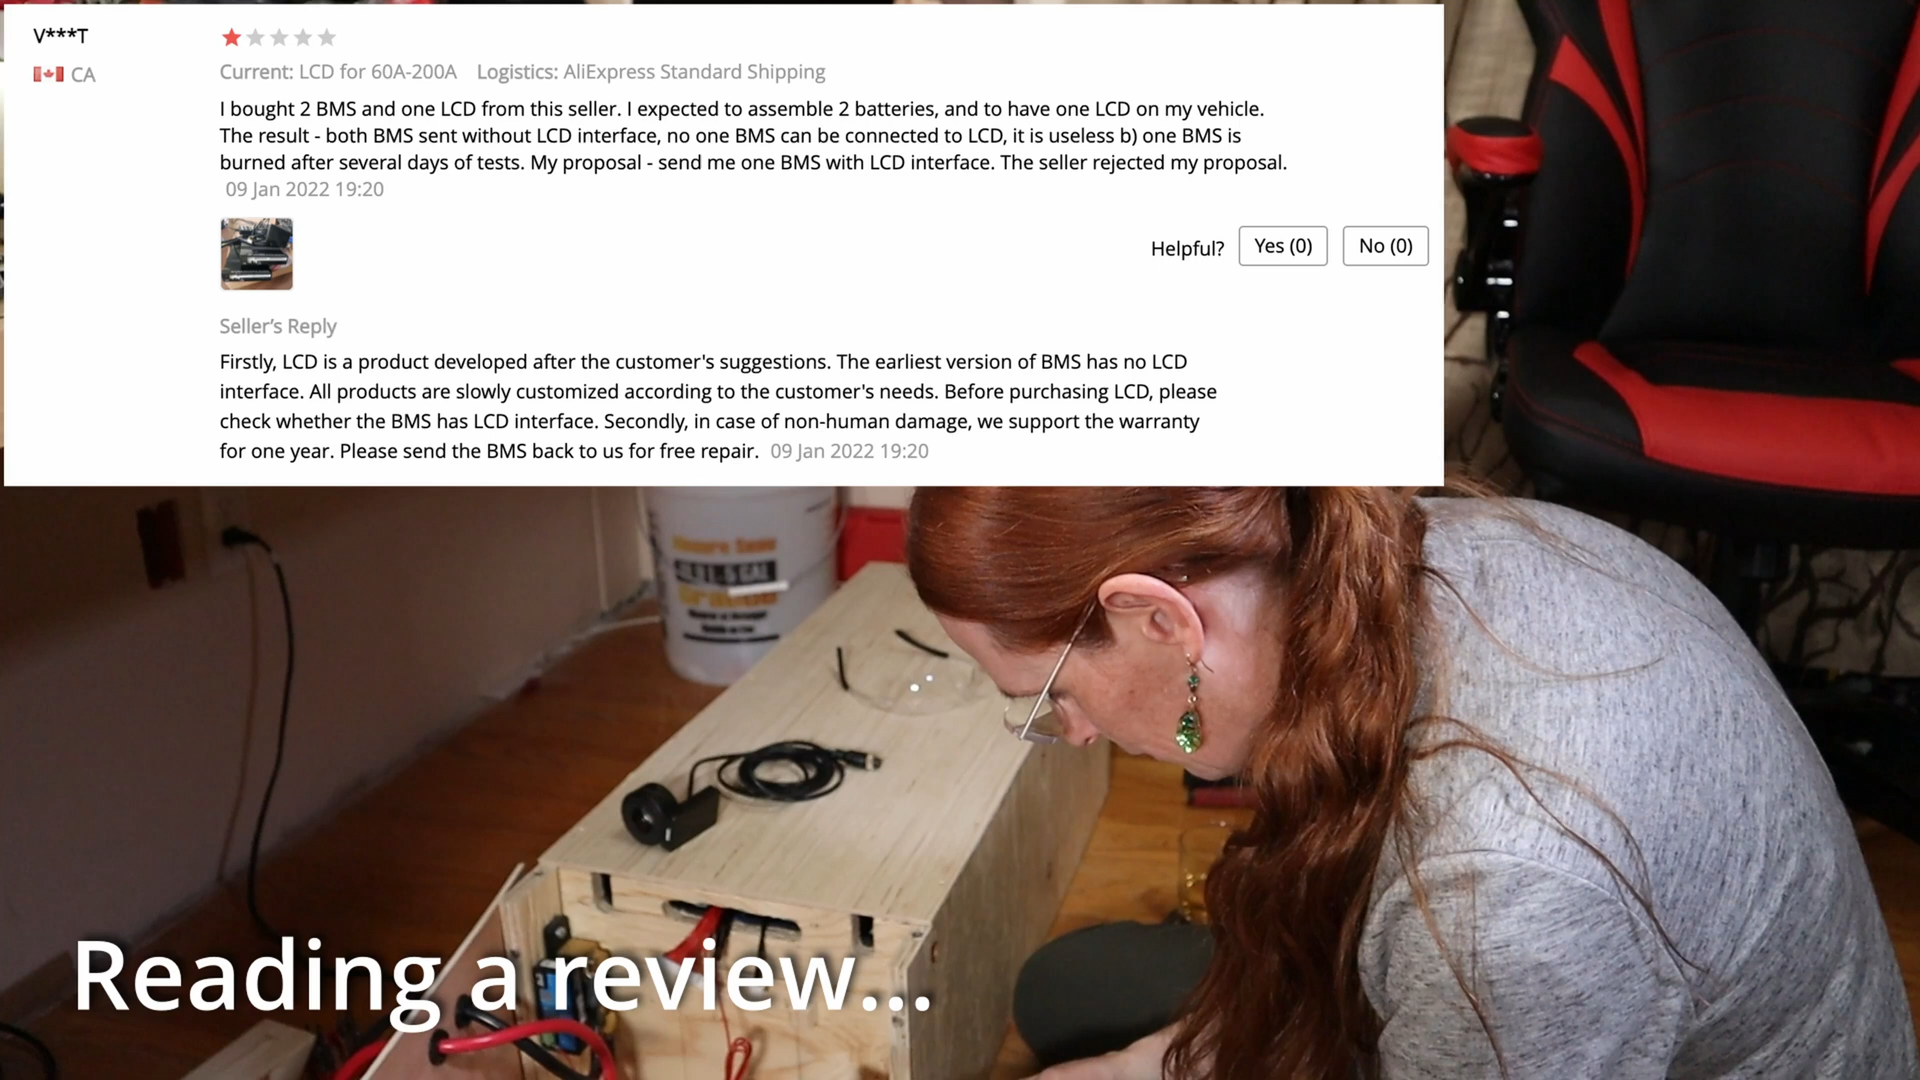 V***T
CA
Current: LCD for 60A-200A Logistics: AliExpress Standard Shipping
I bought 2 BMS and one LCD from this seller. I expected to assemble 2 batteries, and to have one LCD on my vehicle.
The result - both BMS sent without LCD interface, no one BMS can be connected to LCD, it is useless b) one BMS is
burned after several days of tests. My proposal - send me one BMS with LCD interface. The seller rejected my proposal.
09 Jan 2022 19:20
Helpful? Yes (0) No (0)
Seller's Reply
Firstly, LCD is a product developed after the customer's suggestions. The earliest version of BMS has no LCD
interface. All products are slowly customized according to the customer's needs. Before purchasing LCD, please
check whether the BMS has LCD interface. Secondly, in case of non-human damage, we support the warranty
for one year. Please send the BMS back to us for free repair. 09 Jan 2022 19:20
Reading a review...